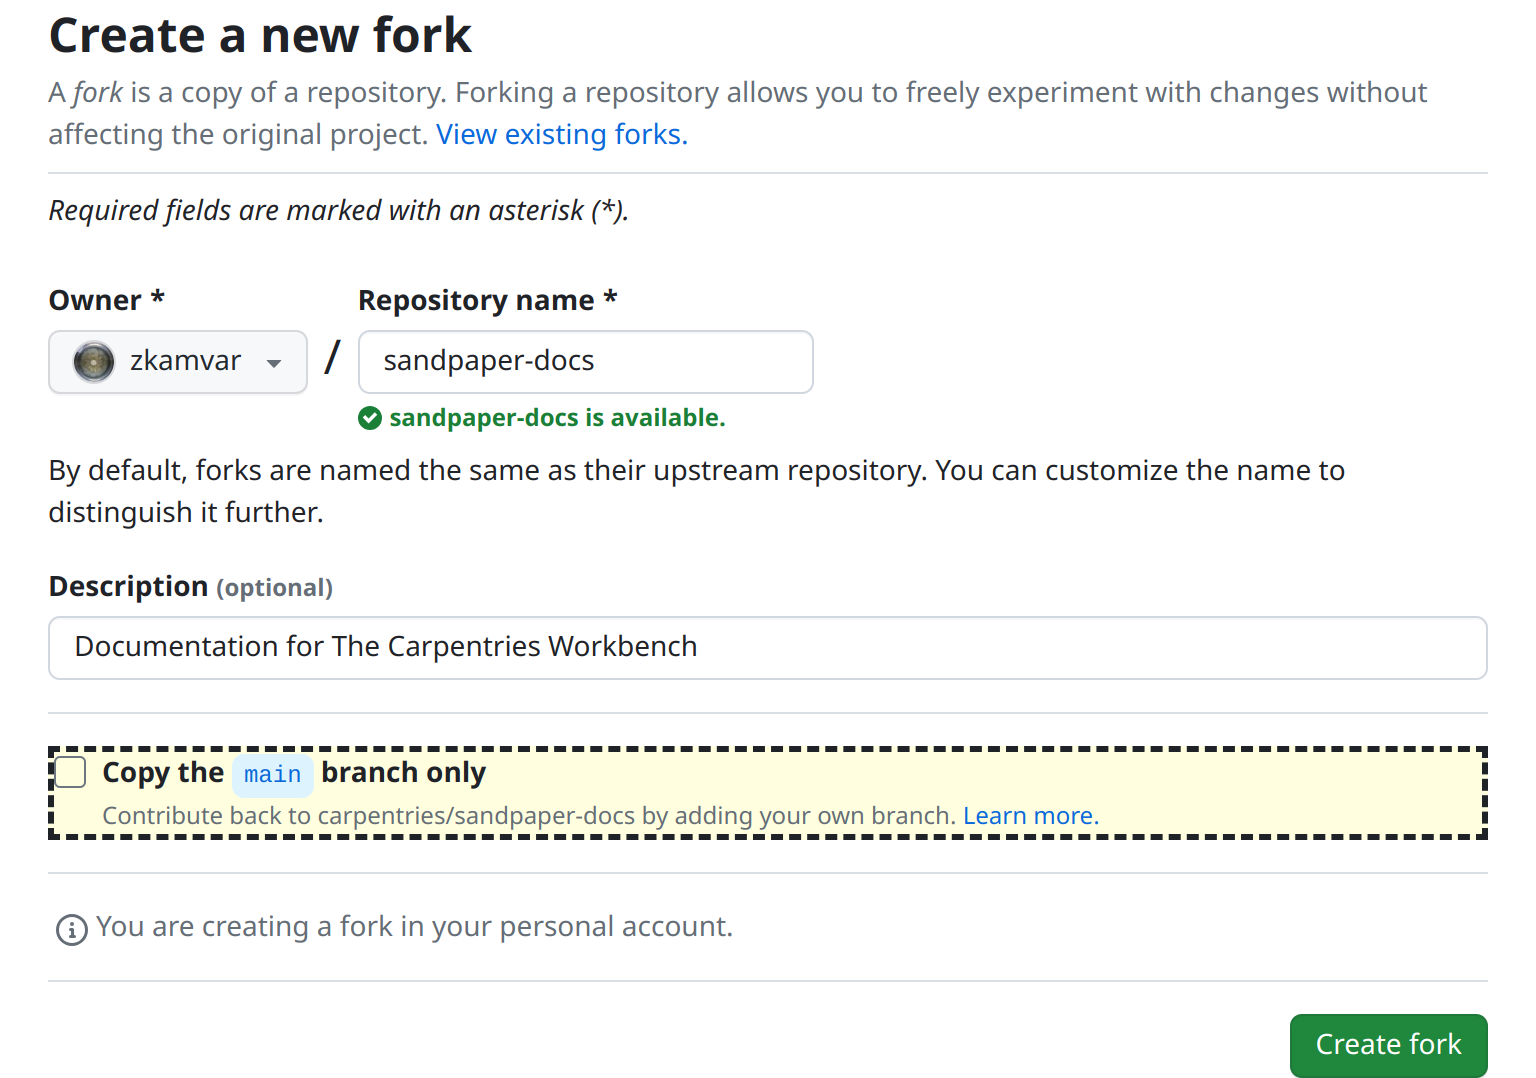 Create a new fork
A fork is a copy of a repository. Forking a repository allows you to freely experiment with changes without
affecting the original project. View existing forks.
Required fields are marked with an asterisk (*).
Owner * Repository name *
zkamvar / sandpaper-docs
sandpaper-docs is available.
By default, forks are named the same as their upstream repository. You can customize the name to
distinguish it further.
Description (optional)
Documentation for The Carpentries Workbench
Copy the main branch only
Contribute back to carpentries/sandpaper-docs by adding your own branch. Learn more.
You are creating a fork in your personal account.
Create fork